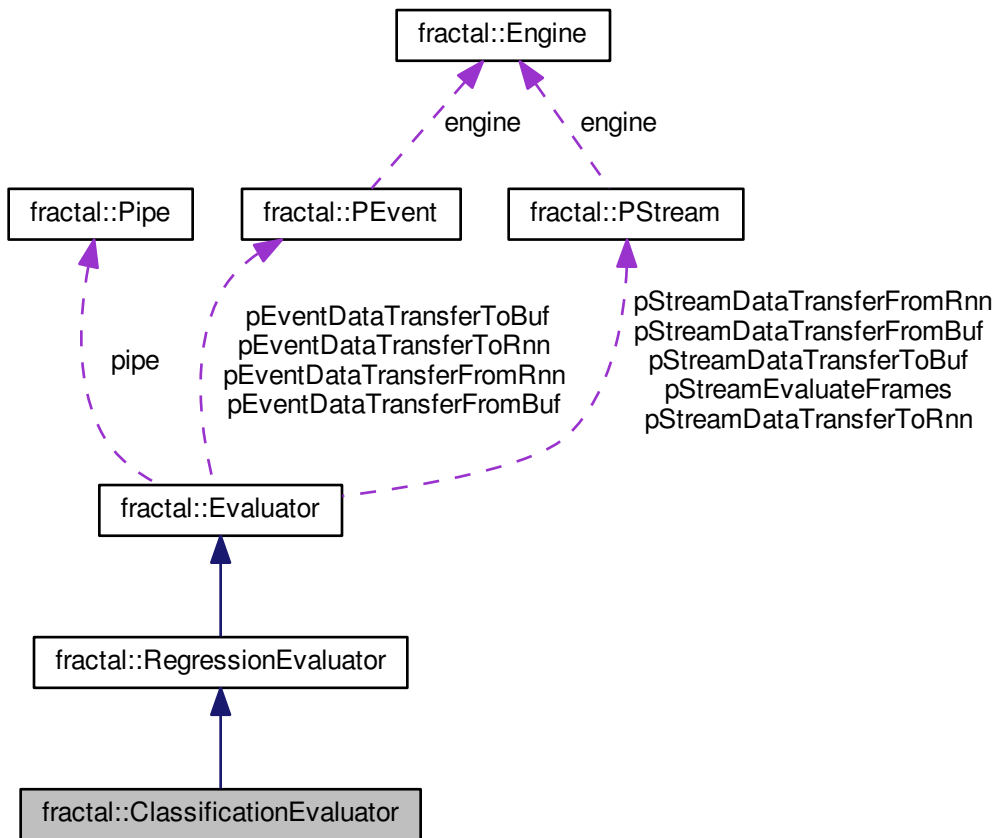 fractal::Engine
engine
engine
fractal::Pipe
fractal::PEvent
fractal::PStream
pipe
pEventDataTransferToBuf
pEventDataTransferToRnn
pEventDataTransferFromRnn
pEventDataTransferFromBuf
pStreamDataTransferFromRnn
pStreamDataTransferFromBuf
pStreamDataTransferToBuf
pStreamEvaluateFrames
pStreamDataTransferToRnn
fractal::Evaluator
fractal::RegressionEvaluator
fractal::ClassificationEvaluator